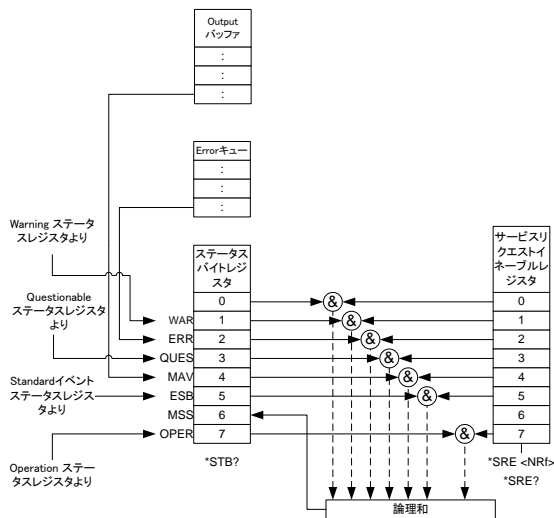 Output
バッファ
:
:
:
Errorキュー
:
:
:
Warning ステータ
スレジスタより
Questionable
ステータスレジスタ
より
Standardイベント
ステータスレジス
タより
Operation ステー
タスレジスタより
ステータス
バイトレジ
スタ
0
WAR 1
ERR 2
QUES 3
MAV 4
ESB 5
MSS 6
OPER 7
*STB?
&
&
&
&
&
&
&
サービスリ
クエストイ
ネーブルレ
ジスタ
0
1
2
3
4
5
6
7
*SRE <NRf>
*SRE?
論理和